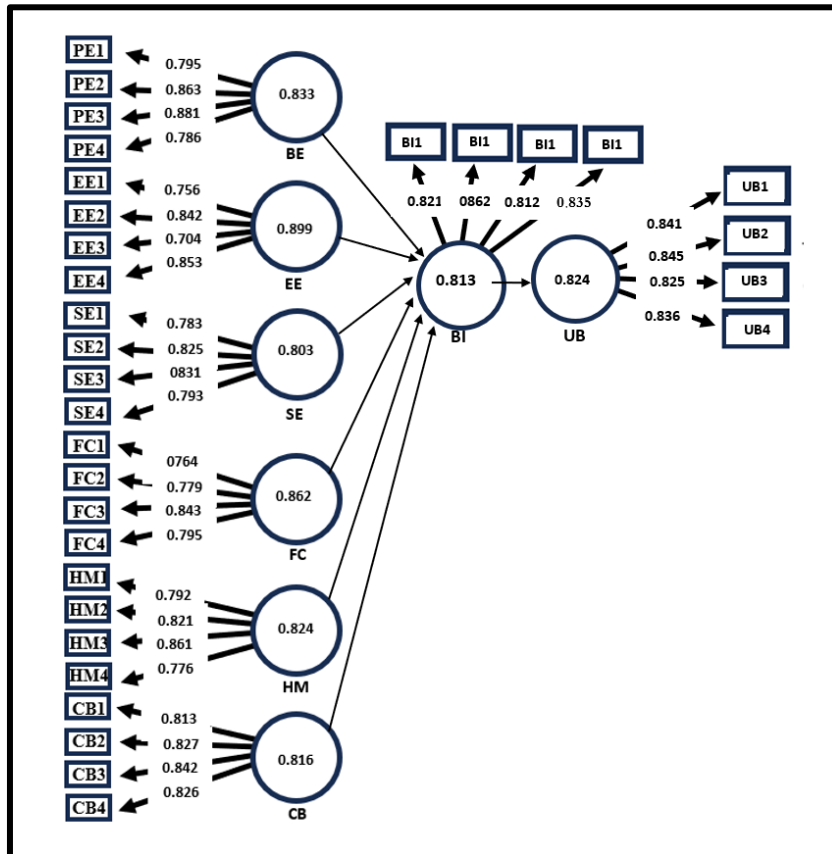 PE1
0.795
PE2
0.863
PE3
0.881
PE4
0.786
0.833
BE
EE1
0.756
EE2
0.842
EE3
0.704
EE4
0.853
0.899
EE
SE1
0.783
SE2
0.825
SE3
0831
SE4
0.793
0.803
SE
FC1
0764
FC2
0.779
FC3
0.843
FC4
0.795
0.862
FC
HM1
0.792
HM2
0.821
HM3
0.861
HM4
0.776
0.824
HM
CB1
0.813
CB2
0.827
CB3
0.842
CB4
0.826
0.816
CB
BI1
BI1
BI1
BI1
0.821
0862
0.812
0.835
0.813
BI
0.824
UB
0.841
UB1
0.845
UB2
0.825
UB3
0.836
UB4